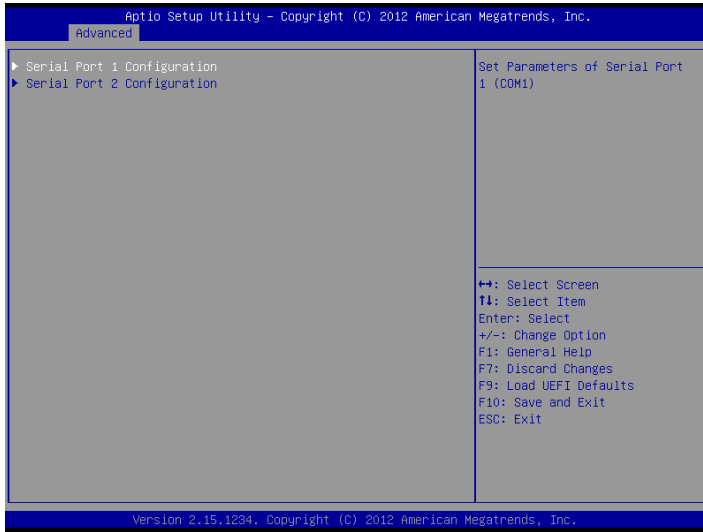 Aptio Setup Utility – Copyright (C) 2012 American Megatrends, Inc.
Advanced
▶ Serial Port 1 Configuration
▶ Serial Port 2 Configuration
Set Parameters of Serial Port
1 (COM1)
↔: Select Screen
↑↓: Select Item
Enter: Select
+/-: Change Option
F1: General Help
F7: Discard Changes
F9: Load UEFI Defaults
F10: Save and Exit
ESC: Exit
Version 2.15.1234. Copyright (C) 2012 American Megatrends, Inc.